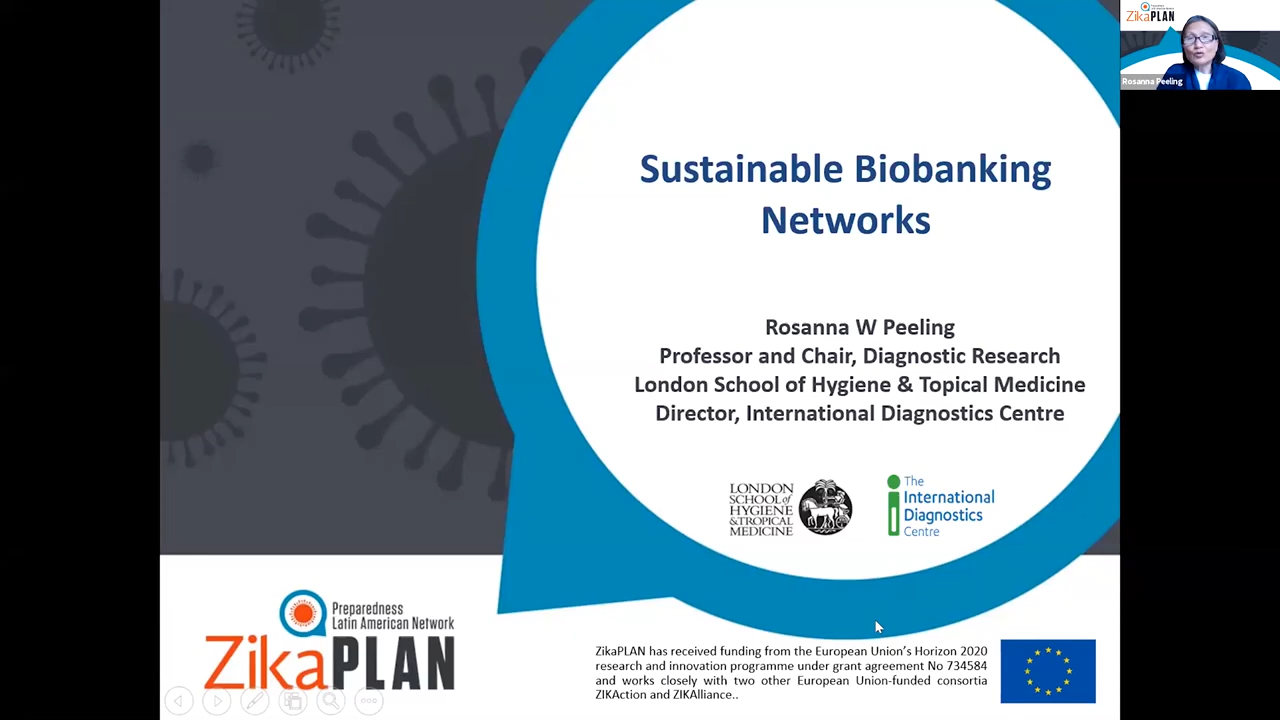 Sustainable Biobanking
Networks
Rosanna W Peeling
Professor and Chair, Diagnostic Research
London School of Hygiene & Topical Medicine
Director, International Diagnostics Centre
LONDON
SCHOOL of
HYGIENE
& TROPICAL
MEDICINE
The
International
Diagnostics
Centre
Preparedness
Latin American Network
ZikaPLAN
ZikaPLAN has received funding from the European Union's Horizon 2020
research and innovation programme under grant agreement No 734584
and works closely with two other European Union-funded consortia
ZIKAction and ZIKAlliance..
ZikaPLAN
Rosanna Peeling